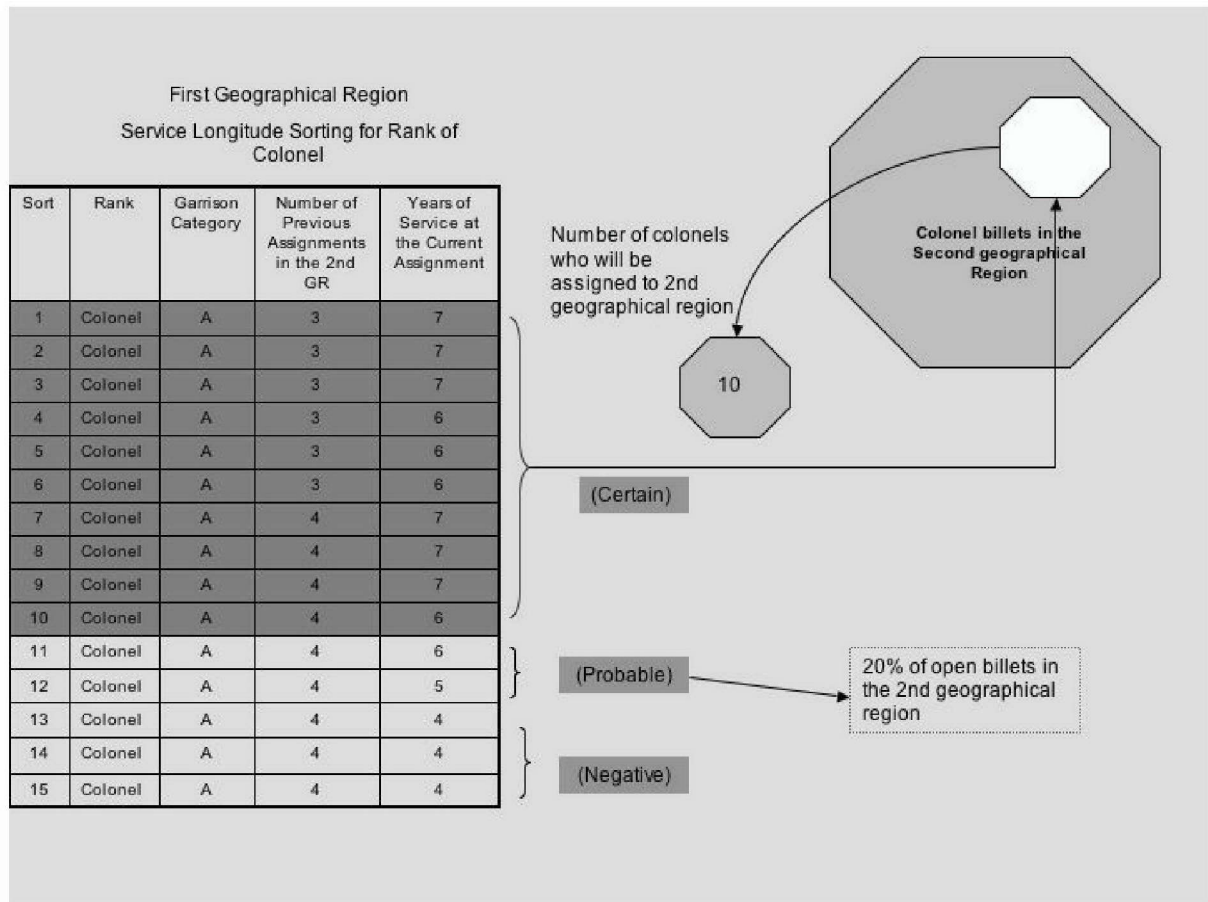 First Geographical Region
Service Longitude Sorting for Rank of
Colonel
Sort Rank Garrison Category Number of Previous Assignments in the 2nd GR Years of Service at the Current Assignment
1 Colonel A 3 7
2 Colonel A 3 7
3 Colonel A 3 7
4 Colonel A 3 6
5 Colonel A 3 6
6 Colonel A 3 6
7 Colonel A 4 7
8 Colonel A 4 7
9 Colonel A 4 7
10 Colonel A 4 6
11 Colonel A 4 6
12 Colonel A 4 5
13 Colonel A 4 4
14 Colonel A 4 4
15 Colonel A 4 4
Number of colonels
who will be
assigned to 2nd
geographical region
10
Colonel billets in the
Second geographical
Region
(Certain)
(Probable)
20% of open billets in
the 2nd geographical
region
(Negative)